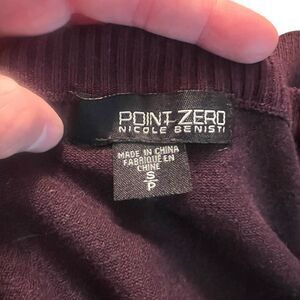 POINT ZERO
NICOLE BENISTI
MADE IN CHINA
FABRIQUÉ EN
CHINE
S
P